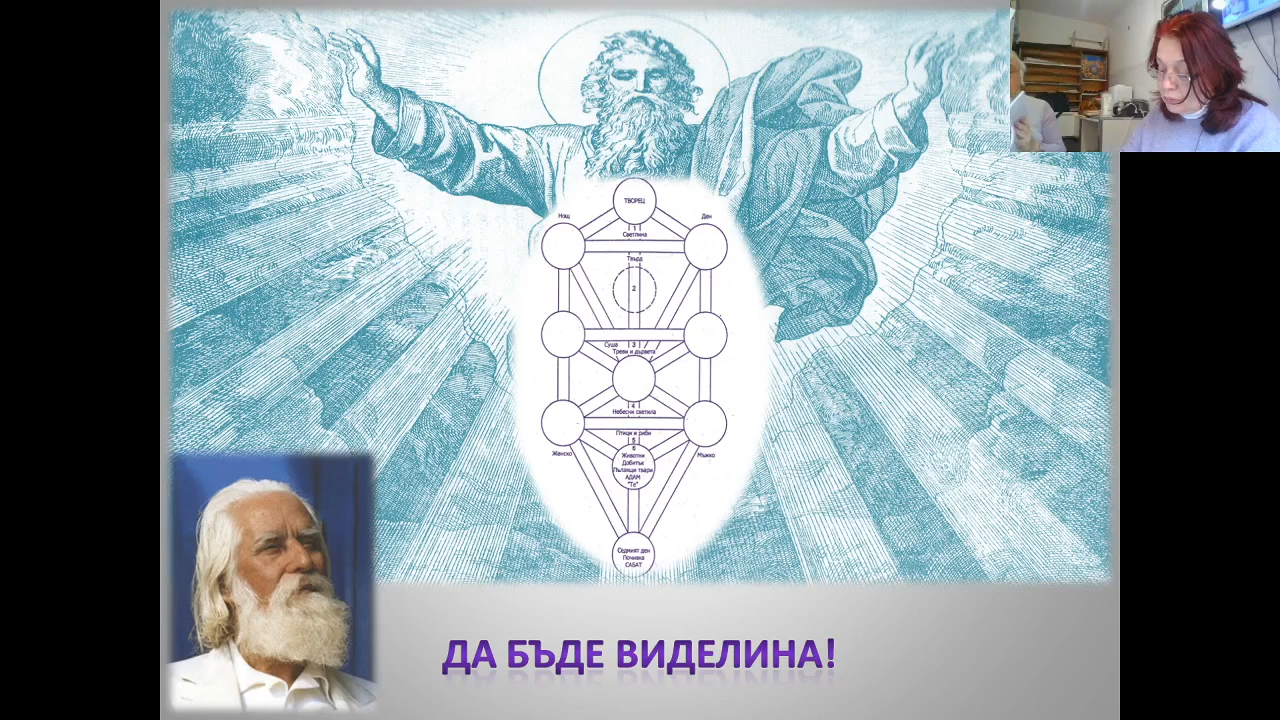 ТВОРЕЦ
Нощ
Ден
1
Светлина
Твърд
2
Суша 3
Треви и дървета
4
Небесни светила
Птици и риби
5
6
Женско
Мъжко
Животни
Добитък
Пълзящи твари
АДАМ
"Те"
Седмият ден
Почивка
САБАТ
ДА БЪДЕ ВИДЕЛИНА!